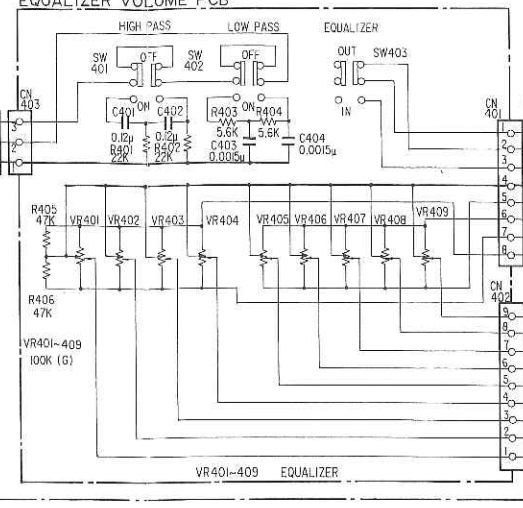 EQUALIZER VOLUME PCB
HIGH PASS
LOW PASS
EQUALIZER
SW 401
OFF
SW 402
OFF
OUT
SW403
ON
ON
IN
CN 403
3
2
1
C401
C402
0.12µ
0.12µ
R401
R402
22K
22K
R403
R404
5.6K
5.6K
C403
0.0015µ
C404
0.0015µ
CN 401
1
2
3
4
5
6
7
8
R405
47K
VR401
VR402
VR403
VR404
VR405
VR406
VR407
VR408
VR409
R406
47K
VR401~409
100K (G)
CN 402
9
8
7
6
5
4
3
2
1
VR401~409 EQUALIZER